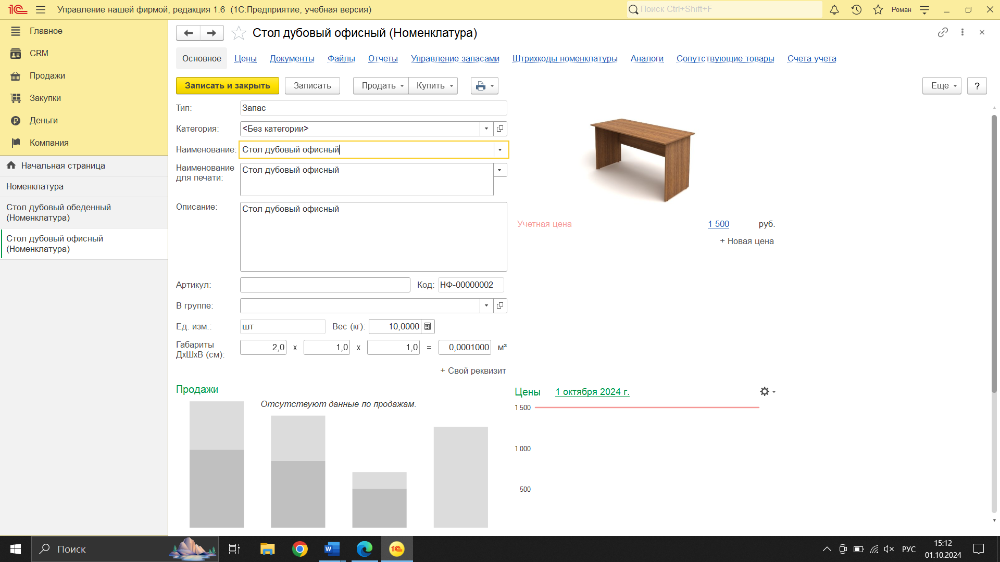 Управление нашей фирмой, редакция 1.6 (1С:Предприятие, учебная версия)
Поиск Ctrl+Shift+F
Роман
Главное
CRM
Продажи
Закупки
Деньги
Компания
Начальная страница
Номенклатура
Стол дубовый обеденный
(Номенклатура)
Стол дубовый офисный
(Номенклатура)
Стол дубовый офисный (Номенклатура)
Основное Цены Документы Файлы Отчеты Управление запасами Штрихкоды номенклатуры Аналоги Сопутствующие товары Счета учета
Записать и закрыть Записать Продать Купить Еще ?
Тип: Запас
Категория: <Без категории>
Наименование: Стол дубовый офисный
Наименование
для печати: Стол дубовый офисный
Описание: Стол дубовый офисный
Учетная цена 1 500 руб.
+ Новая цена
Артикул: Код: НФ-00000002
В группе:
Ед. изм.: шт Вес (кг): 10,0000
Габариты
ДхШхВ (см): 2,0 x 1,0 x 1,0 = 0,0001000 м³
+ Свой реквизит
Продажи
Отсутствуют данные по продажам.
Цены 1 октября 2024 г.
1 500
1 000
500
Поиск
РУС
15:12
01.10.2024